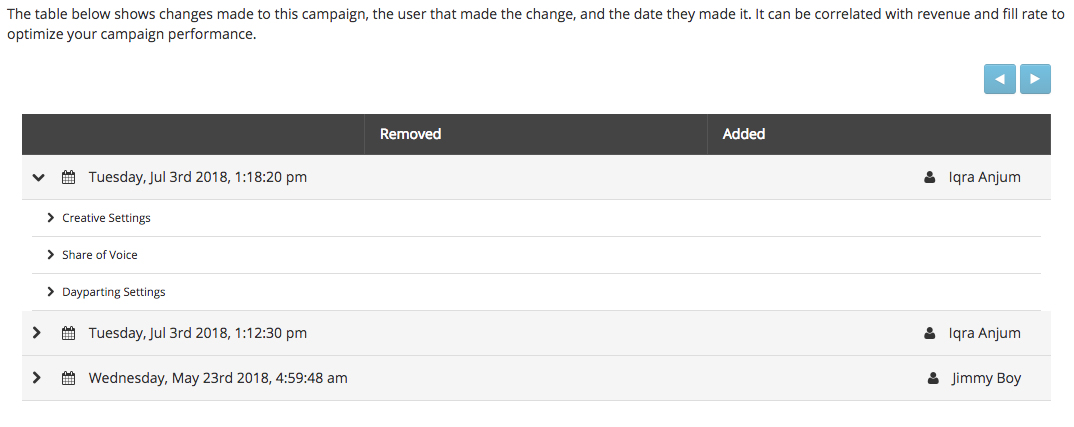 The table below shows changes made to this campaign, the user that made the change, and the date they made it. It can be correlated with revenue and fill rate to
optimize your campaign performance.
Removed Added
Tuesday, Jul 3rd 2018, 1:18:20 pm Iqra Anjum
Creative Settings
Share of Voice
Dayparting Settings
Tuesday, Jul 3rd 2018, 1:12:30 pm Iqra Anjum
Wednesday, May 23rd 2018, 4:59:48 am Jimmy Boy